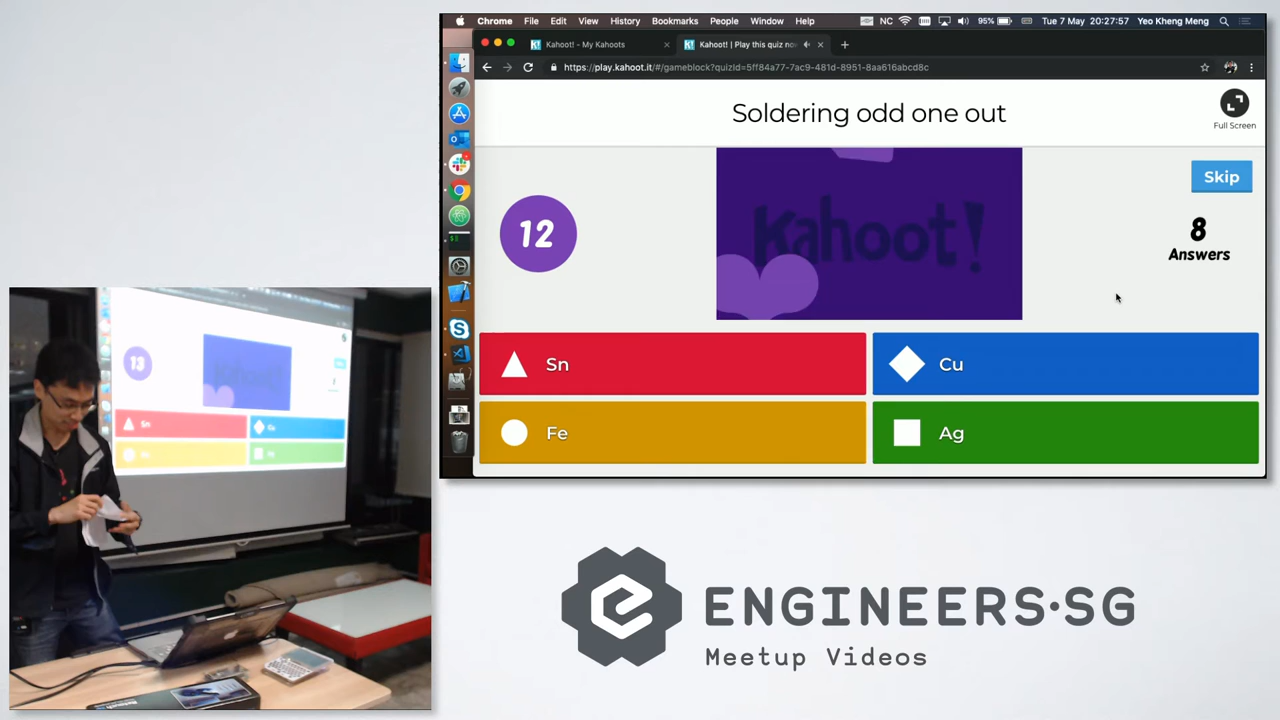 Chrome File Edit View History Bookmarks People Window Help NC 95% Tue 7 May 20:27:57 Yeo Kheng Meng
Kahoot! - My Kahoots
Kahoot! | Play this quiz no
https://play.kahoot.it/#/gameblock?quizId=5ff84a77-7ac9-481d-8951-8aa616abcd8c
Soldering odd one out
Full Screen
Skip
12
Kahoot!
8
Answers
Sn
Cu
Fe
Ag
13
Sn
Cu
Ag
ENGINEERS·SG
Meetup Videos